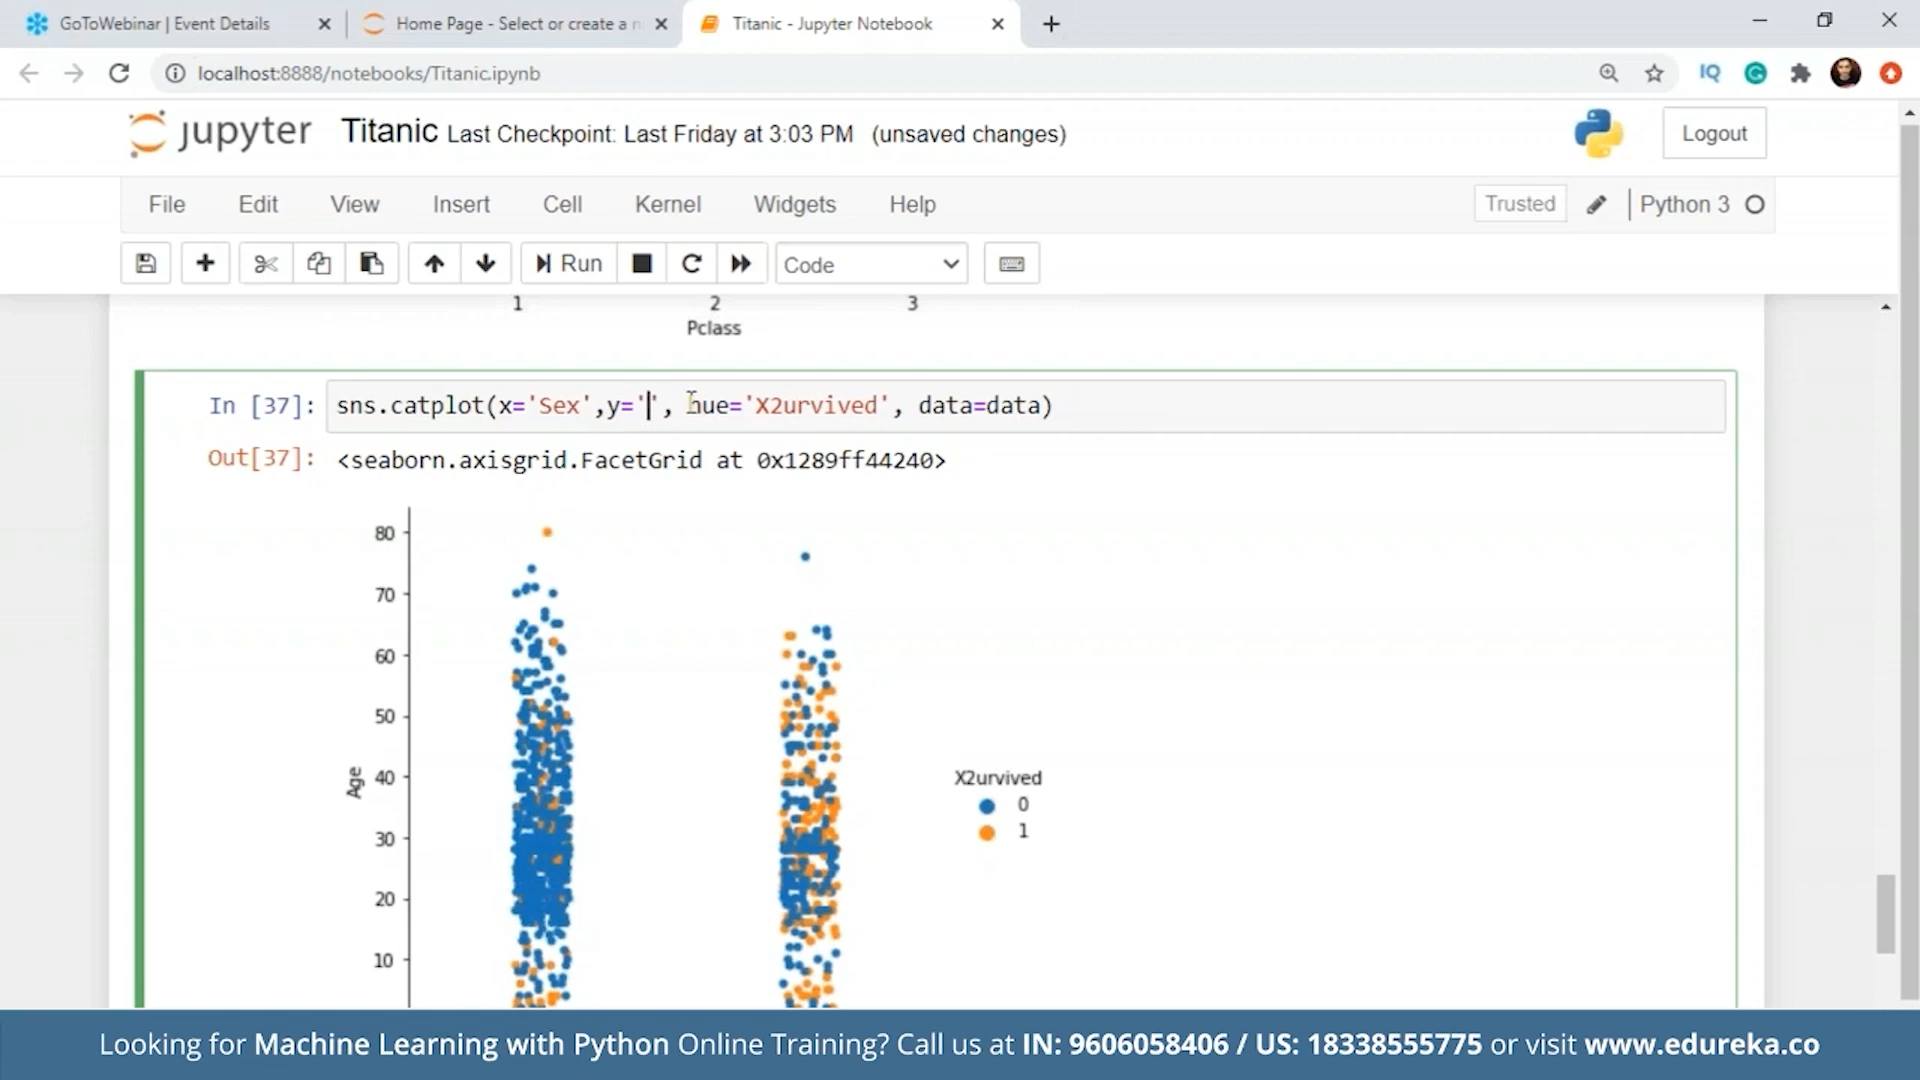 GoToWebinar | Event Details
Home Page - Select or create a n
Titanic - Jupyter Notebook
localhost:8888/notebooks/Titanic.ipynb
IQ
jupyter Titanic Last Checkpoint: Last Friday at 3:03 PM (unsaved changes)
Logout
File Edit View Insert Cell Kernel Widgets Help
Trusted
Python 3
Run
Code
1 2 3
Pclass
In [37]: sns.catplot(x='Sex',y='', hue='X2urvived', data=data)
Out[37]: <seaborn.axisgrid.FacetGrid at 0x1289ff44240>
80
70
60
50
40
30
20
10
Age
X2urvived
0
1
Looking for Machine Learning with Python Online Training? Call us at IN: 9606058406 / US: 18338555775 or visit www.edureka.co